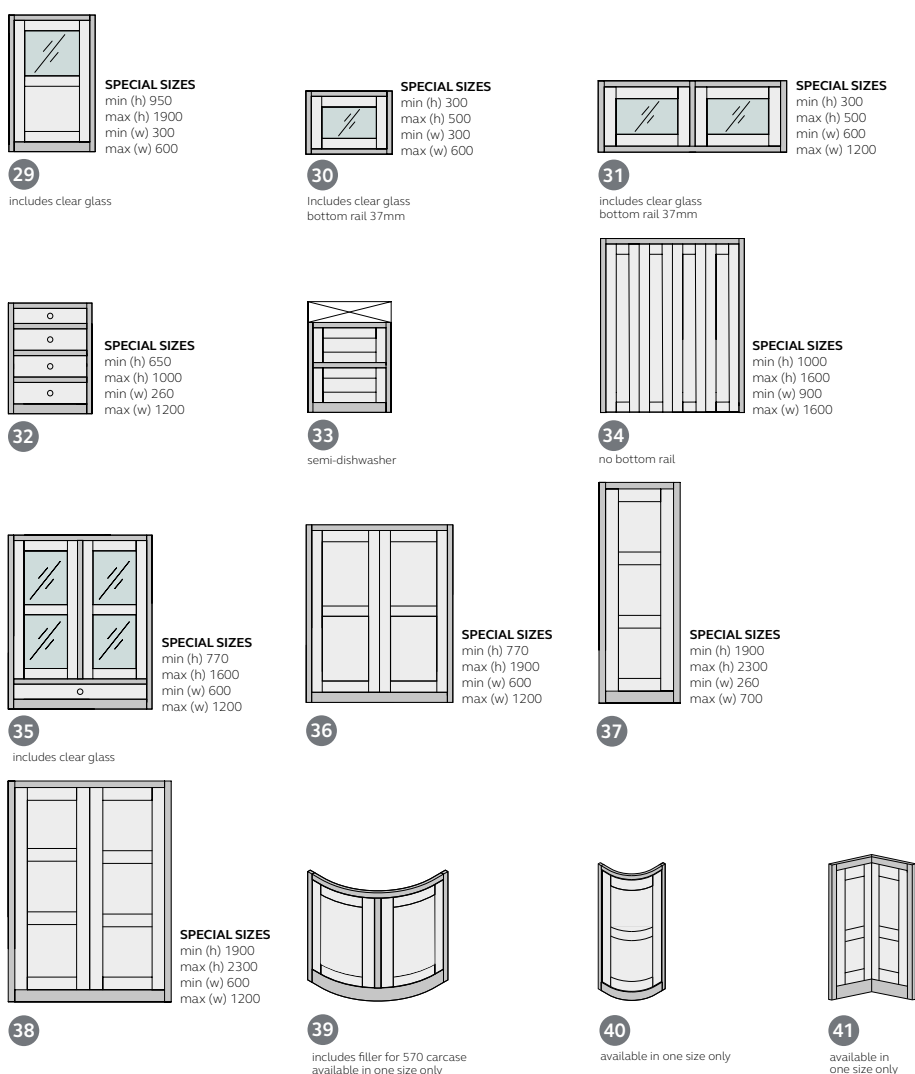 SPECIAL SIZES
min (h) 950
max (h) 1900
min (w) 300
max (w) 600
29
includes clear glass
SPECIAL SIZES
min (h) 300
max (h) 500
min (w) 300
max (w) 600
30
Includes clear glass
bottom rail 37mm
SPECIAL SIZES
min (h) 300
max (h) 500
min (w) 600
max (w) 1200
31
includes clear glass
bottom rail 37mm
SPECIAL SIZES
min (h) 650
max (h) 1000
min (w) 260
max (w) 1200
32
33
semi-dishwasher
SPECIAL SIZES
min (h) 1000
max (h) 1600
min (w) 900
max (w) 1600
34
no bottom rail
SPECIAL SIZES
min (h) 770
max (h) 1600
min (w) 600
max (w) 1200
35
includes clear glass
SPECIAL SIZES
min (h) 770
max (h) 1900
min (w) 600
max (w) 1200
36
SPECIAL SIZES
min (h) 1900
max (h) 2300
min (w) 260
max (w) 700
37
SPECIAL SIZES
min (h) 1900
max (h) 2300
min (w) 600
max (w) 1200
38
39
includes filler for 570 carcase
available in one size only
40
available in one size only
41
available in
one size only